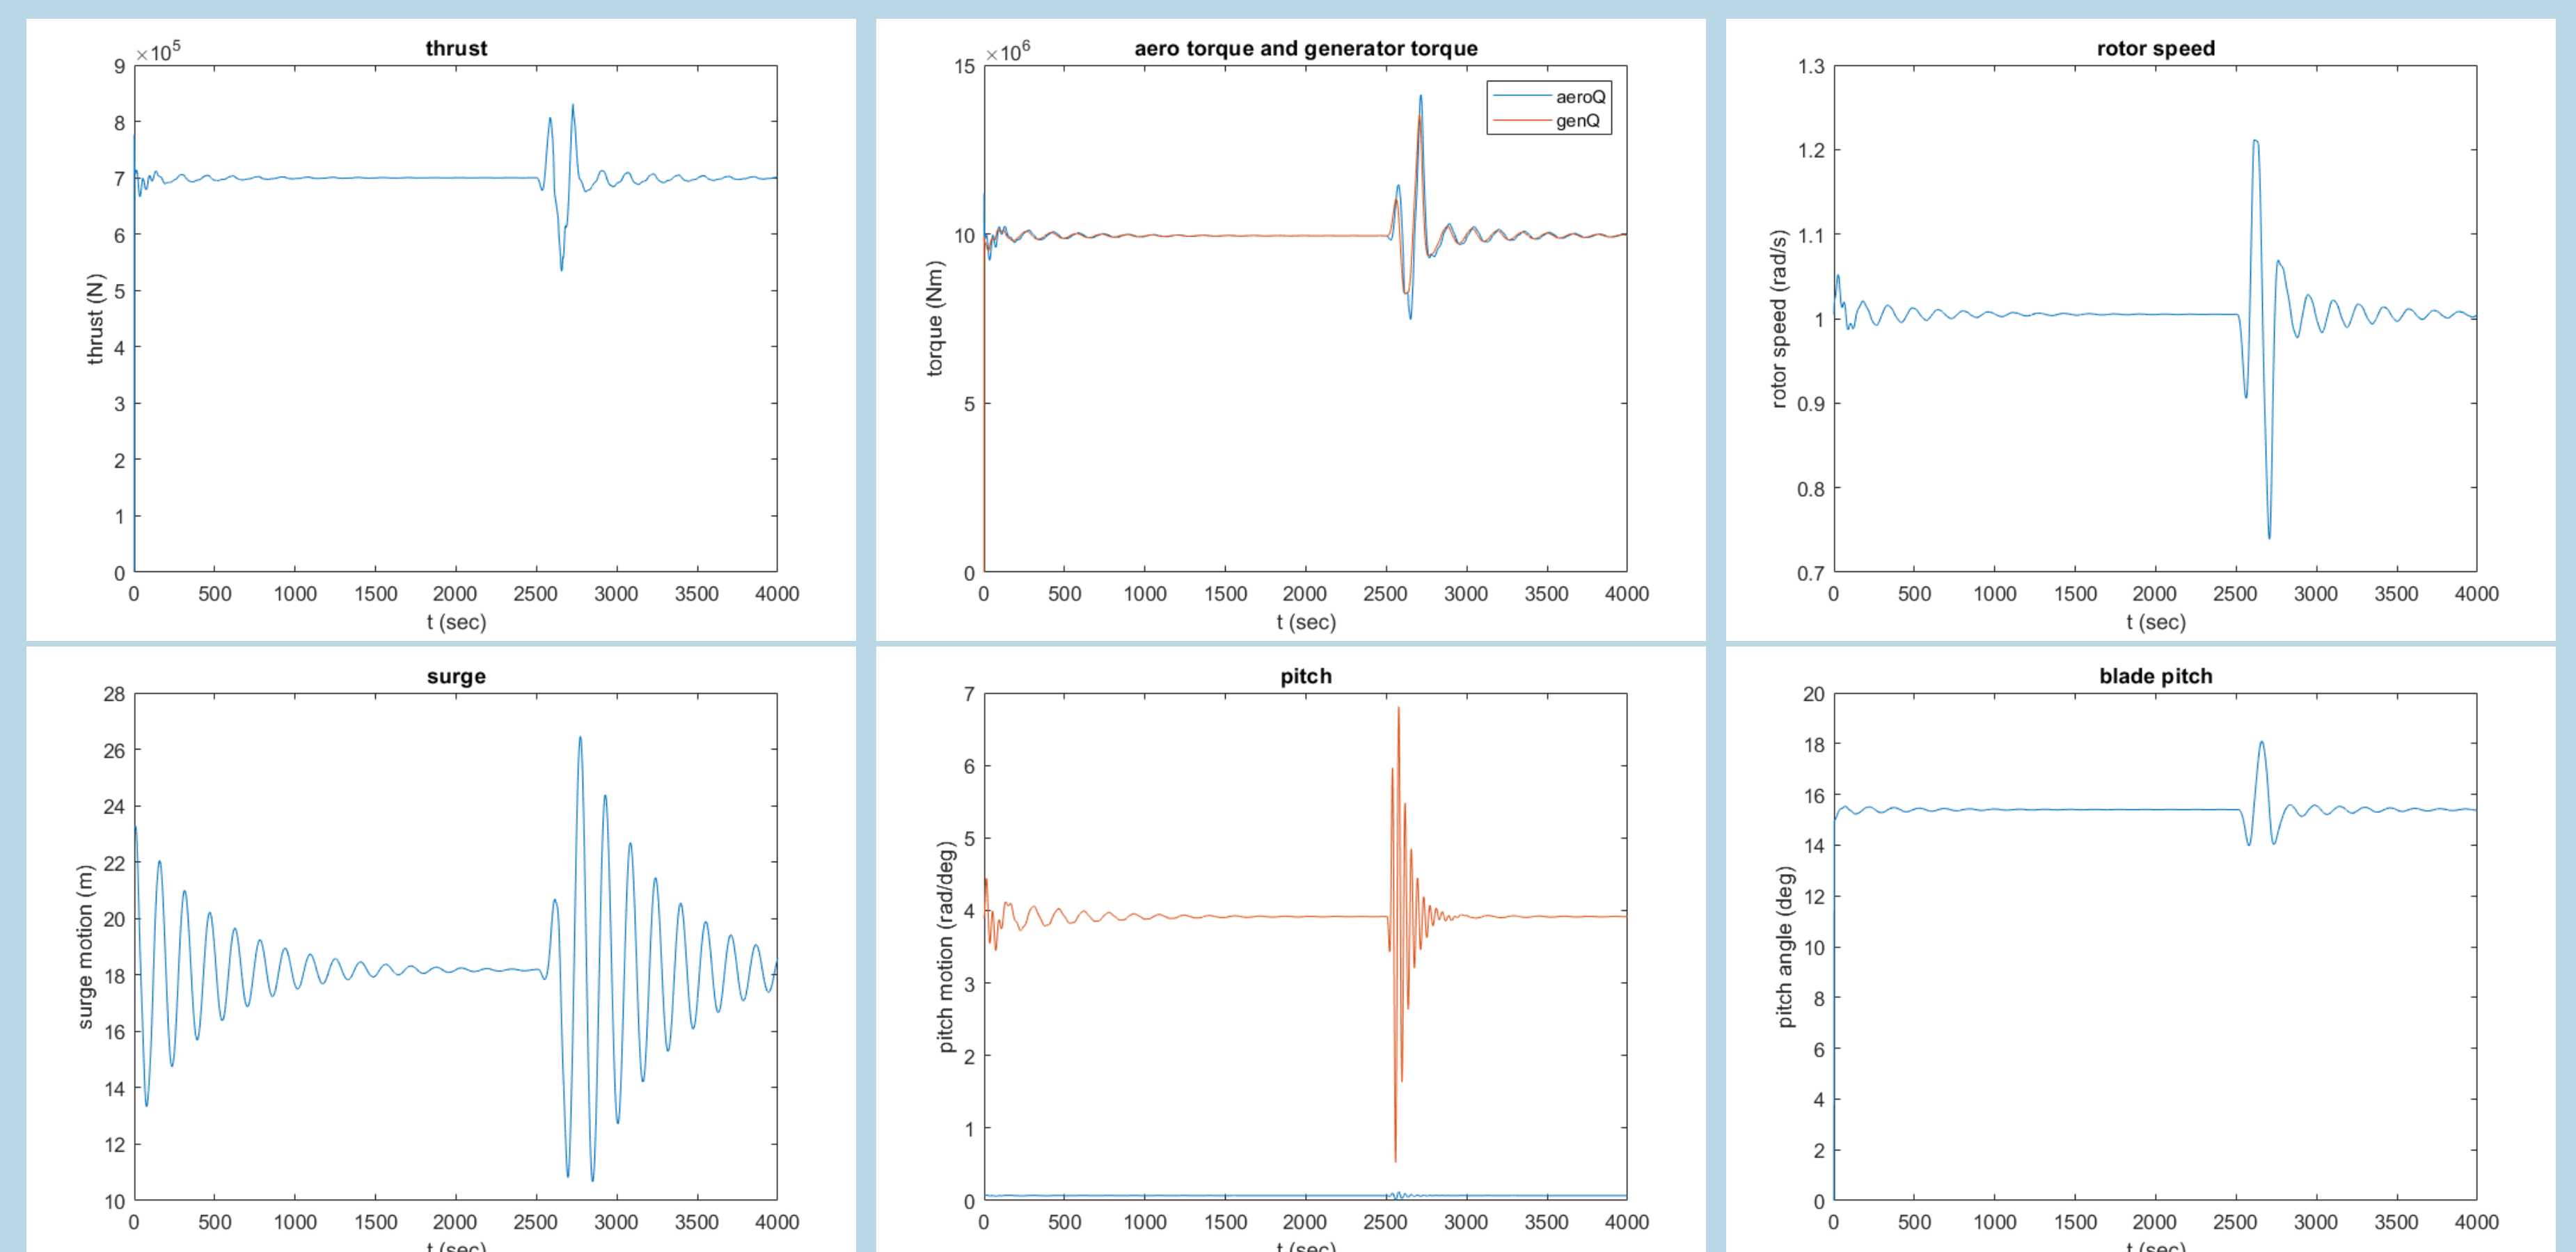 thrust
×10⁵
9
8
7
6
5
4
3
2
1
0
thrust (N)
0 500 1000 1500 2000 2500 3000 3500 4000
t (sec)
aero torque and generator torque
×10⁶
15
10
5
0
torque (Nm)
aeroQ
genQ
0 500 1000 1500 2000 2500 3000 3500 4000
t (sec)
rotor speed
1.3
1.2
1.1
1
0.9
0.8
0.7
rotor speed (rad/s)
0 500 1000 1500 2000 2500 3000 3500 4000
t (sec)
surge
28
26
24
22
20
18
16
14
12
10
surge motion (m)
0 500 1000 1500 2000 2500 3000 3500 4000
t (sec)
pitch
7
6
5
4
3
2
1
0
pitch motion (rad/deg)
0 500 1000 1500 2000 2500 3000 3500 4000
t (sec)
blade pitch
20
18
16
14
12
10
8
6
4
2
0
pitch angle (deg)
0 500 1000 1500 2000 2500 3000 3500 4000
t (sec)